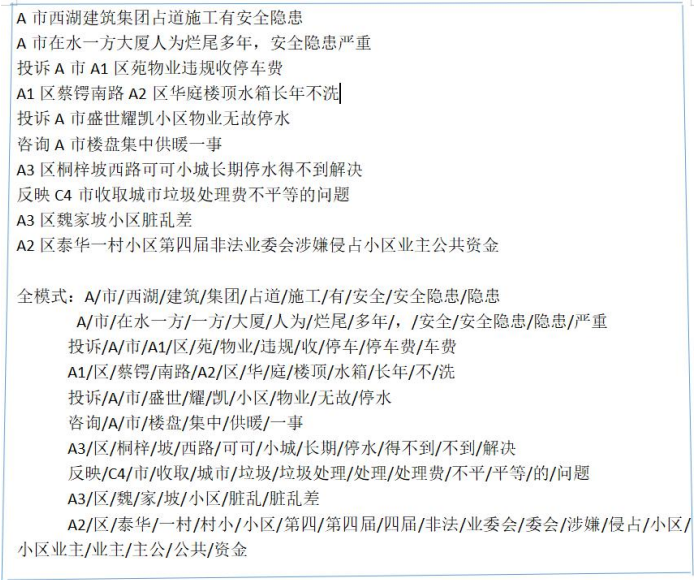 A 市西湖建筑集团占道施工有安全隐患
A 市在水一方大厦人为烂尾多年，安全隐患严重
投诉 A 市 A1 区苑物业违规收停车费
A1 区蔡锷南路 A2 区华庭楼顶水箱长年不洗
投诉 A 市盛世耀凯小区物业无故停水
咨询 A 市楼盘集中供暖一事
A3 区桐梓坡西路可可小城长期停水得不到解决
反映 C4 市收取城市垃圾处理费不平等的问题
A3 区魏家坡小区脏乱差
A2 区泰华一村小区第四届非法业委会涉嫌侵占小区业主公共资金
全模式：A/市/西湖/建筑/集团/占道/施工/有/安全/安全隐患/隐患
A/市/在水一方/一方/大厦/人为/烂尾/多年/，/安全/安全隐患/隐患/严重
投诉/A/市/A1/区/苑/物业/违规/收/停车/停车费/车费
A1/区/蔡锷/南路/A2/区/华/庭/楼顶/水箱/长年/不/洗
投诉/A/市/盛世/耀/凯/小区/物业/无故/停水
咨询/A/市/楼盘/集中/供暖/一事
A3/区/桐梓/坡/西路/可可/小城/长期/停水/得不到/不到/解决
反映/C4/市/收取/城市/垃圾/垃圾处理/处理/处理费/不平/平等/的/问题
A3/区/魏/家/坡/小区/脏乱/脏乱差
A2/区/泰华/一村/村小/小区/第四/第四届/四届/非法/业委会/委会/涉嫌/侵占/小区/
小区业主/业主/主公/公共/资金